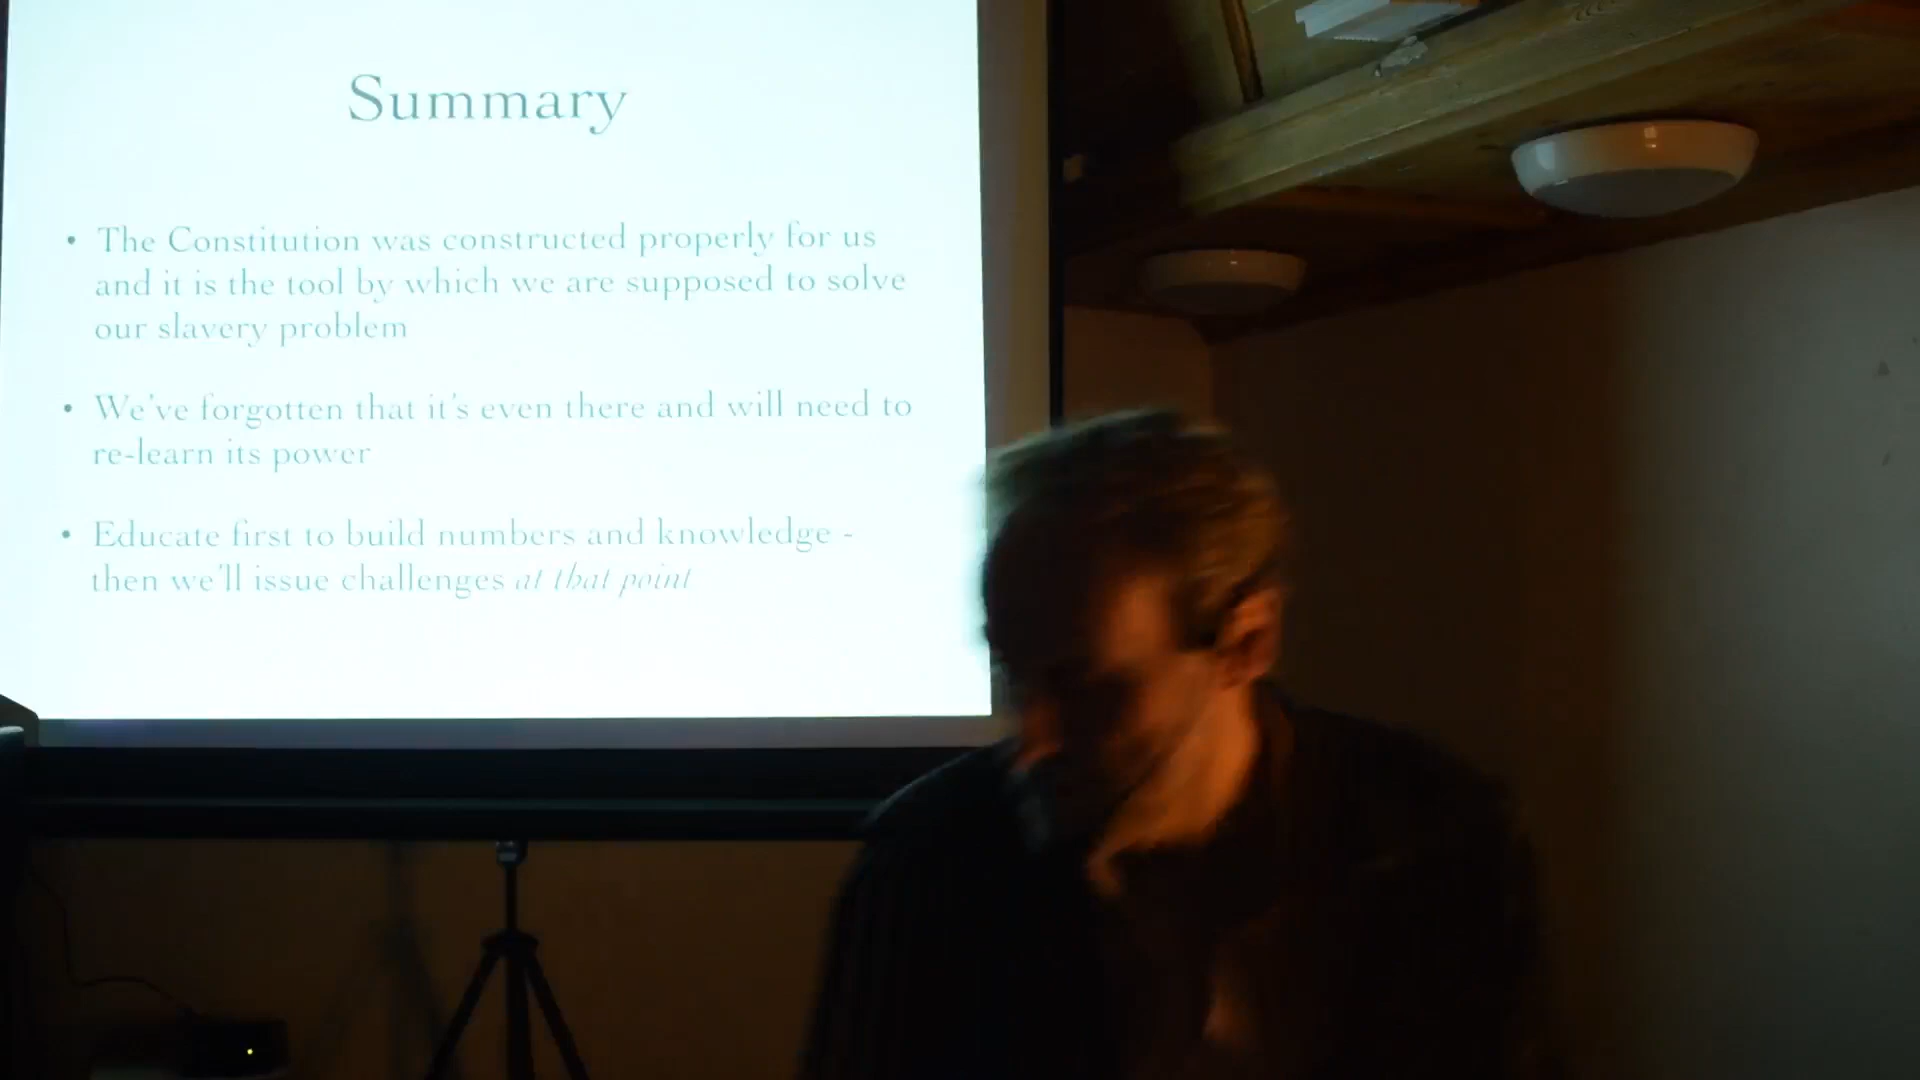 Summary
• The Constitution was constructed properly for us
and it is the tool by which we are supposed to solve
our slavery problem
• We've forgotten that it's even there and will need to
re-learn its power
• Educate first to build numbers and knowledge -
then we'll issue challenges at that point